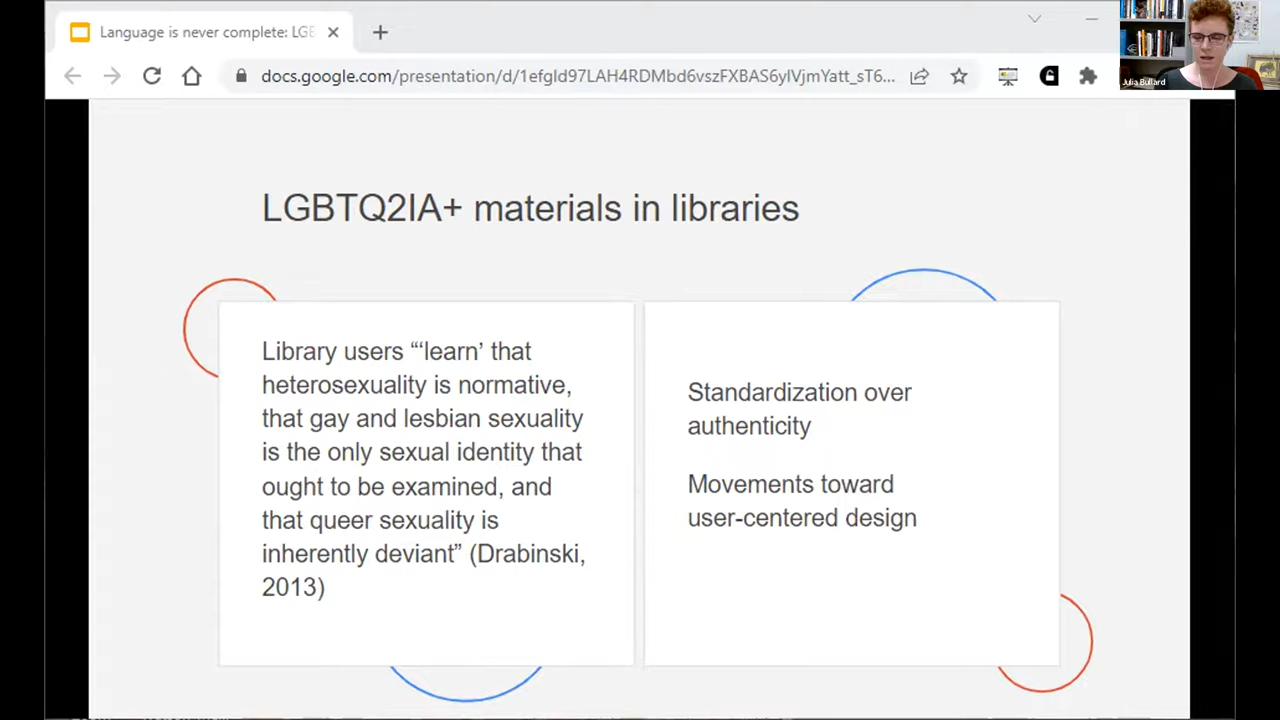 Language is never complete: LGB
docs.google.com/presentation/d/1efgId97LAH4RDMbd6vszFXBAS6yIVjmYatt_sT6...
Julia Bullard
LGBTQ2IA+ materials in libraries
Library users “‘learn’ that
heterosexuality is normative,
that gay and lesbian sexuality
is the only sexual identity that
ought to be examined, and
that queer sexuality is
inherently deviant” (Drabinski,
2013)
Standardization over
authenticity
Movements toward
user-centered design